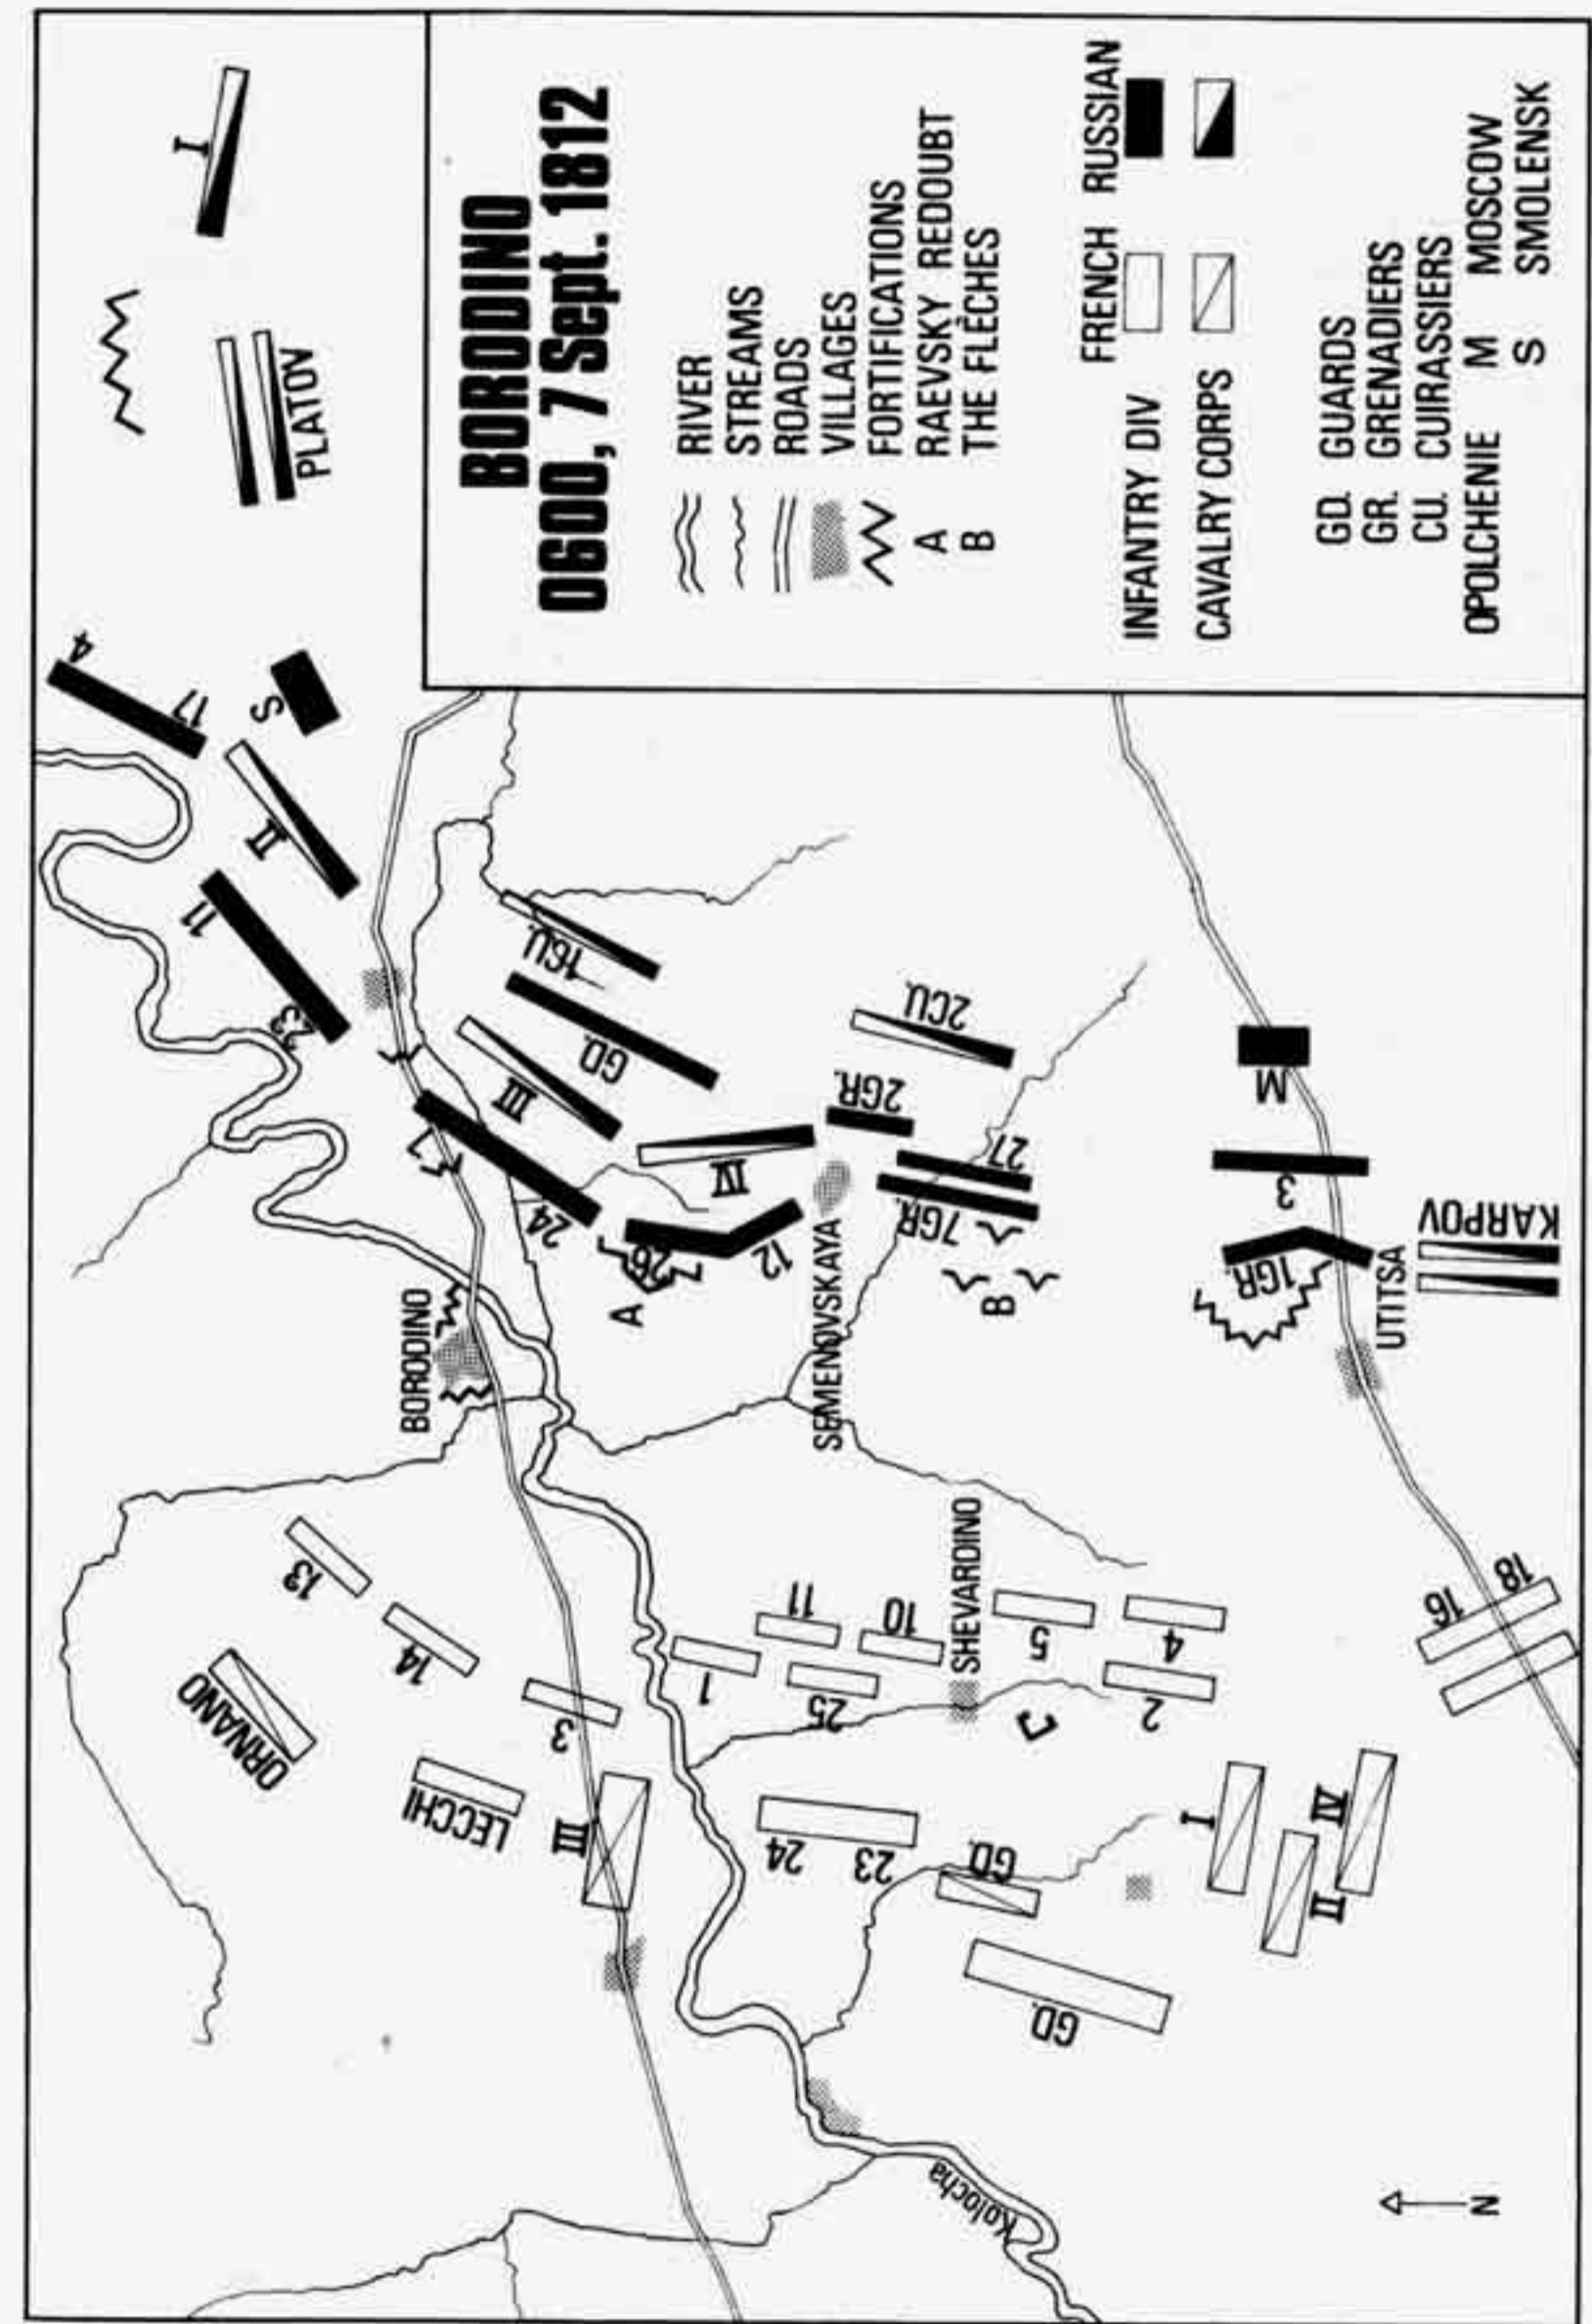 BORODINO
0600, 7 Sept. 1812
RIVER
STREAMS
ROADS
VILLAGES
FORTIFICATIONS
A RAEVSKY REDOUBT
B THE FLÈCHES
FRENCH RUSSIAN
INFANTRY DIV
CAVALRY CORPS
GD. GUARDS
GR. GRENADIERS
CU. CUIRASSIERS
OPOLCHENIE M MOSCOW
S SMOLENSK
I
PLATOV
4
17
S
II
11
23
1CU.
GD.
III
7
24
IV
26
12
A
2CU.
2GR.
27
7GR.
B
M
3
1GR.
KARPOV
BORODINO
SEMENOVSKAYA
UTITSA
SHEVARDINO
13
14
3
ORNANO
LECCHI
III
1
11
25
10
5
4
2
16
18
24
23
GD.
GD.
I
II
IV
Kolocha
N